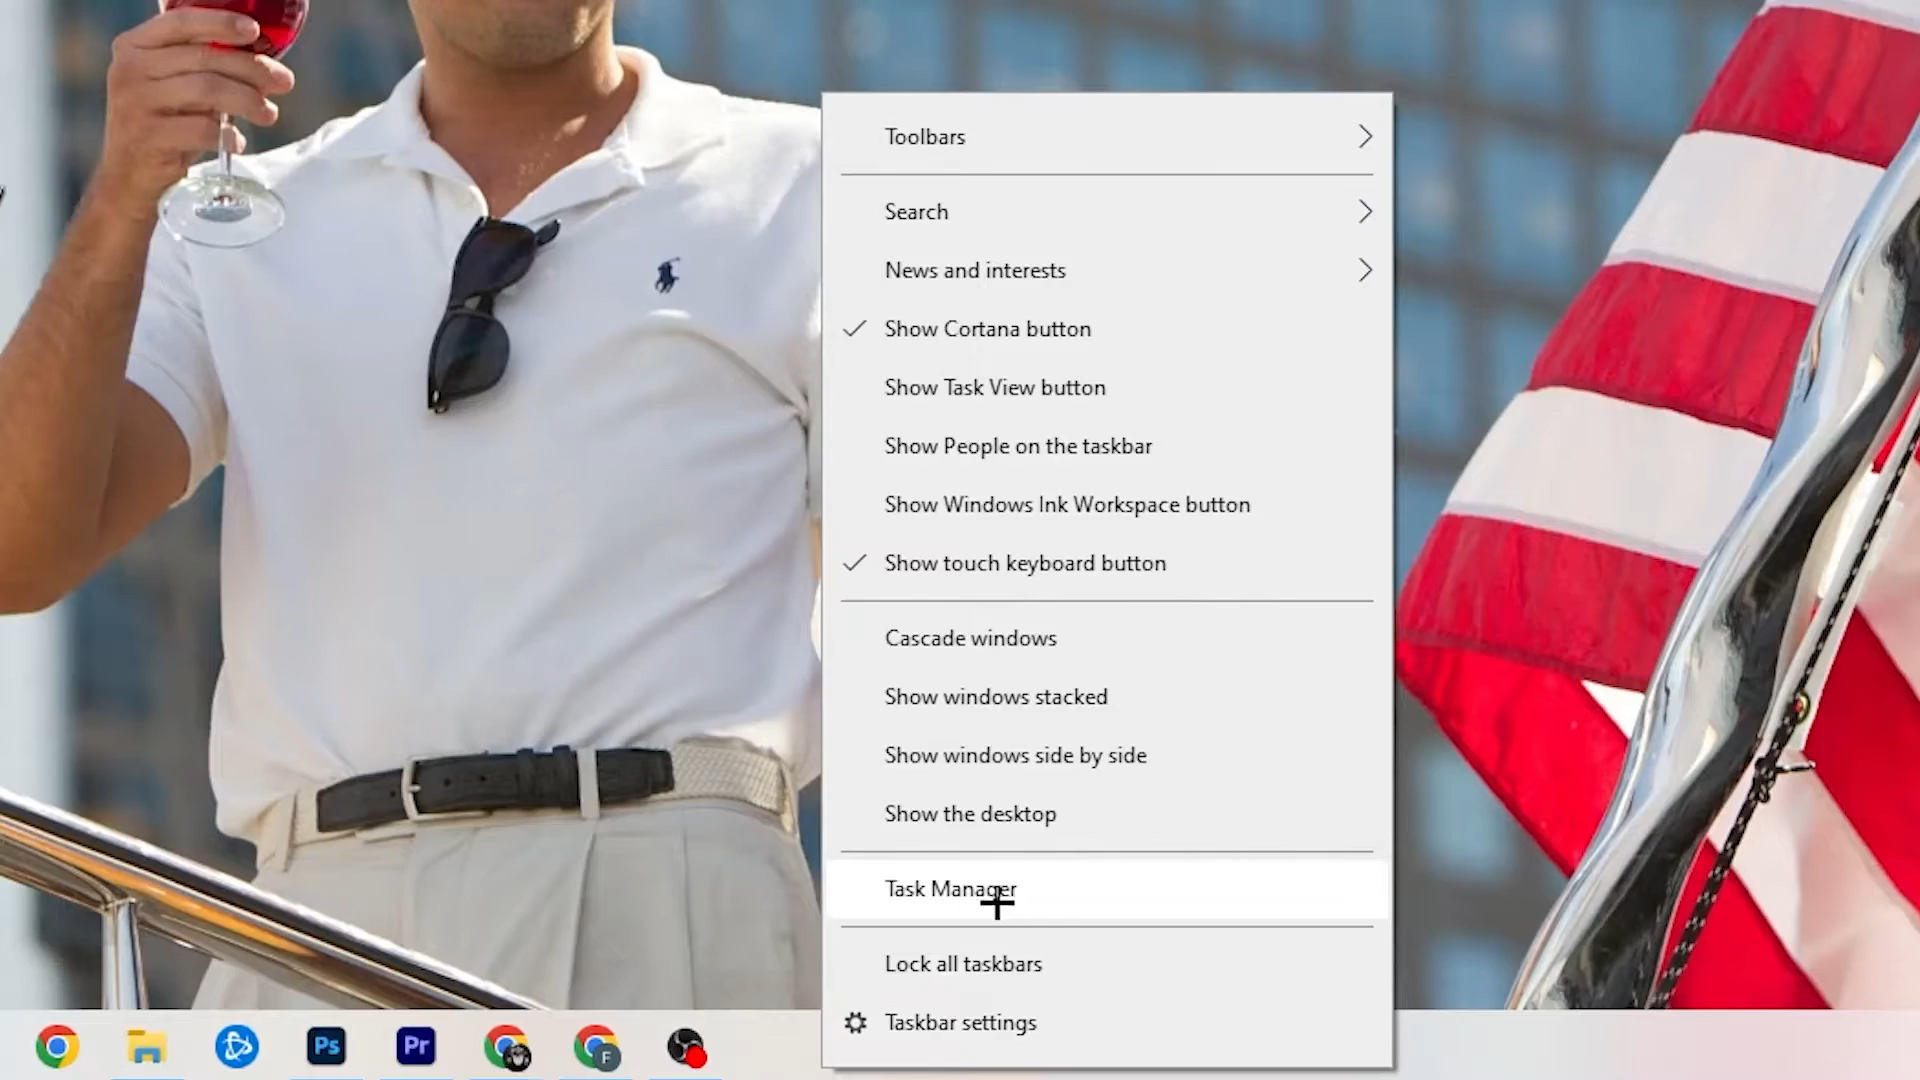 Toolbars
Search
News and interests
Show Cortana button
Show Task View button
Show People on the taskbar
Show Windows Ink Workspace button
Show touch keyboard button
Cascade windows
Show windows stacked
Show windows side by side
Show the desktop
Task Manager
Lock all taskbars
Taskbar settings
Ps
Pr
F